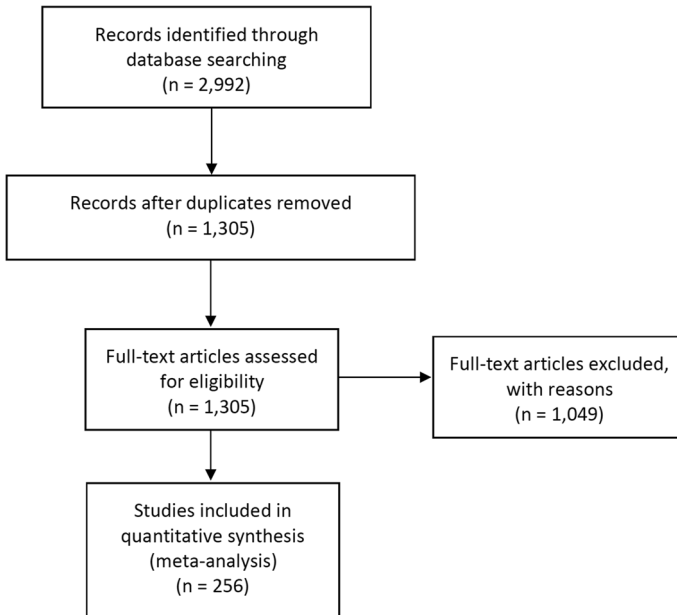 Records identified through
database searching
(n = 2,992)
Records after duplicates removed
(n = 1,305)
Full-text articles assessed
for eligibility
(n = 1,305)
Full-text articles excluded,
with reasons
(n = 1,049)
Studies included in
quantitative synthesis
(meta-analysis)
(n = 256)